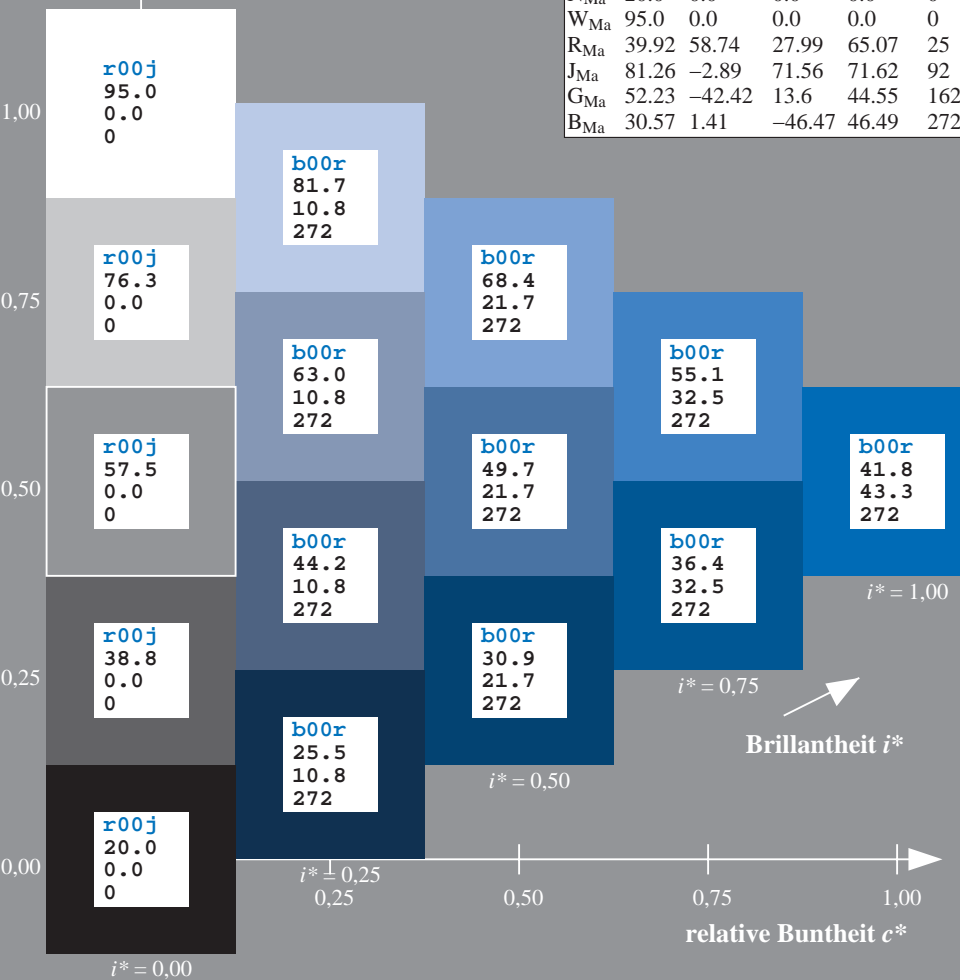 W_Ma 95.0 0.0 0.0 0.0 0
R_Ma 39.92 58.74 27.99 65.07 25
J_Ma 81.26 –2.89 71.56 71.62 92
G_Ma 52.23 –42.42 13.6 44.55 162
B_Ma 30.57 1.41 –46.47 46.49 272
1,00
r00j
95.0
0.0
0
b00r
81.7
10.8
272
0,75
r00j
76.3
0.0
0
b00r
68.4
21.7
272
b00r
63.0
10.8
272
b00r
55.1
32.5
272
0,50
r00j
57.5
0.0
0
b00r
49.7
21.7
272
b00r
41.8
43.3
272
b00r
44.2
10.8
272
b00r
36.4
32.5
272
i* = 1,00
0,25
r00j
38.8
0.0
0
b00r
30.9
21.7
272
i* = 0,75
Brillantheit i*
b00r
25.5
10.8
272
i* = 0,50
0,00
r00j
20.0
0.0
0
i* = 0,25
0,25 0,50 0,75 1,00
relative Buntheit c*
i* = 0,00